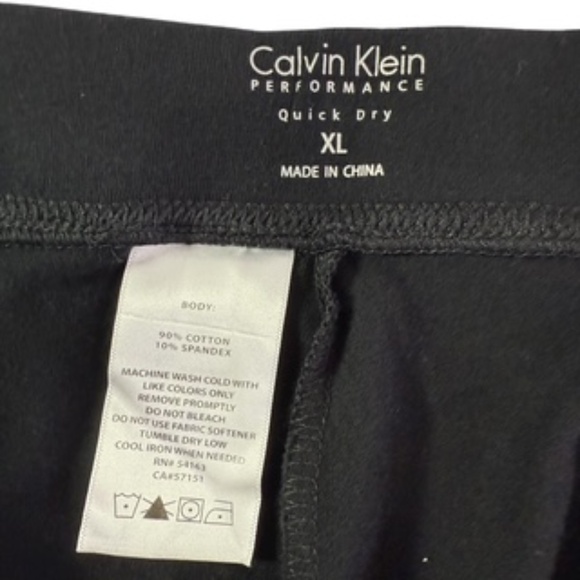 Calvin Klein
PERFORMANCE
Quick Dry
XL
MADE IN CHINA
BODY:
90% COTTON
10% SPANDEX
MACHINE WASH COLD WITH
LIKE COLORS ONLY
REMOVE PROMPTLY
DO NOT BLEACH
DO NOT USE FABRIC SOFTENER
TUMBLE DRY LOW
COOL IRON WHEN NEEDED
RN# 54163
CA#57151